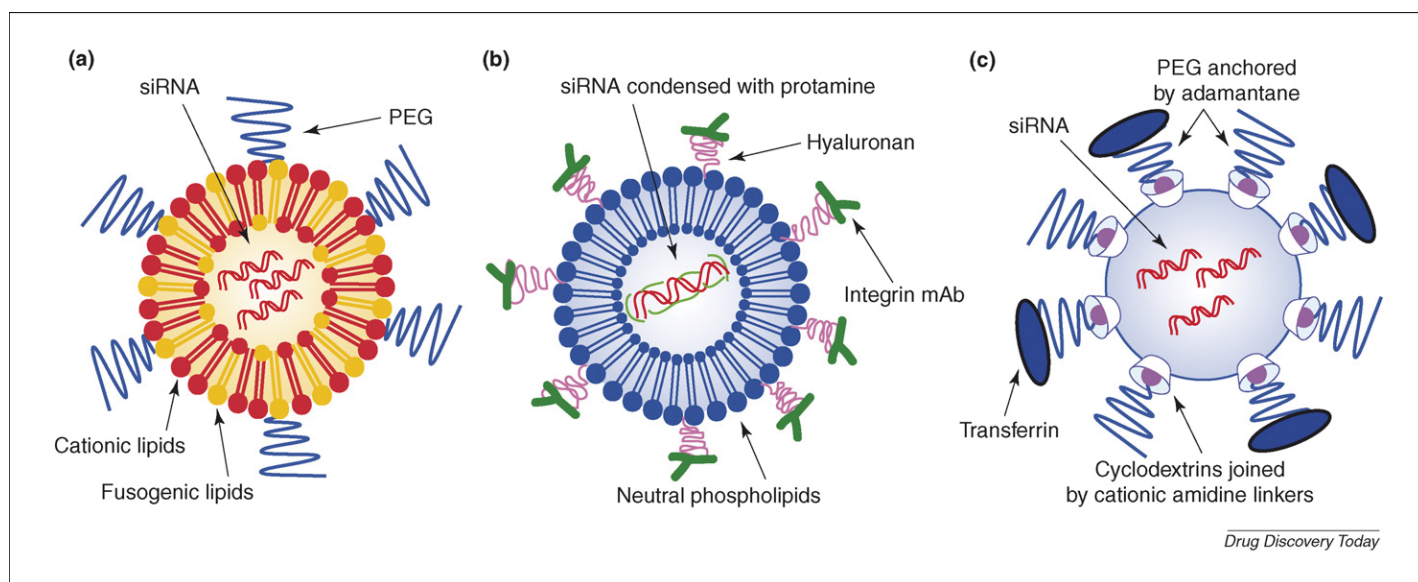 (a)
siRNA
PEG
Cationic lipids
Fusogenic lipids
(b)
siRNA condensed with protamine
Hyaluronan
Integrin mAb
Neutral phospholipids
(c)
PEG anchored
by adamantane
siRNA
Transferrin
Cyclodextrins joined
by cationic amidine linkers
Drug Discovery Today